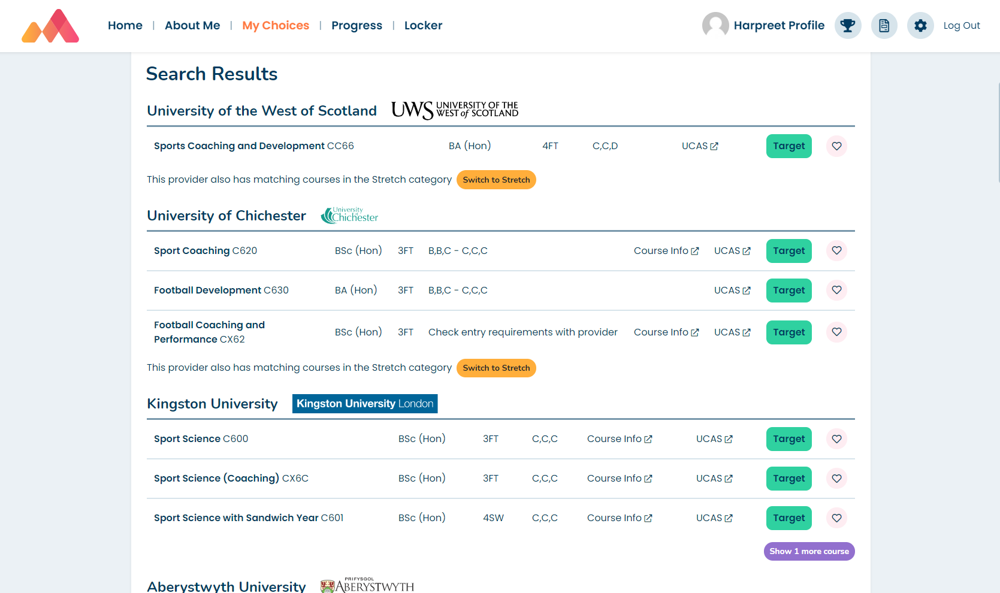 Home | About Me | My Choices | Progress | Locker
Harpreet Profile
Log Out
Search Results
University of the West of Scotland
UWS UNIVERSITY OF THE
WEST of SCOTLAND
Sports Coaching and Development CC66 BA (Hon) 4FT C,C,D UCAS Target
This provider also has matching courses in the Stretch category Switch to Stretch
University of Chichester
University
of
Chichester
Sport Coaching C620 BSc (Hon) 3FT B,B,C - C,C,C Course Info UCAS Target
Football Development C630 BA (Hon) 3FT B,B,C - C,C,C UCAS Target
Football Coaching and
Performance CX62 BSc (Hon) 3FT Check entry requirements with provider Course Info UCAS Target
This provider also has matching courses in the Stretch category Switch to Stretch
Kingston University
Kingston University London
Sport Science C600 BSc (Hon) 3FT C,C,C Course Info UCAS Target
Sport Science (Coaching) CX6C BSc (Hon) 3FT C,C,C Course Info UCAS Target
Sport Science with Sandwich Year C601 BSc (Hon) 4SW C,C,C Course Info UCAS Target
Show 1 more course
Aberystwyth University
PRIFYSGOL
ABERYSTWYTH